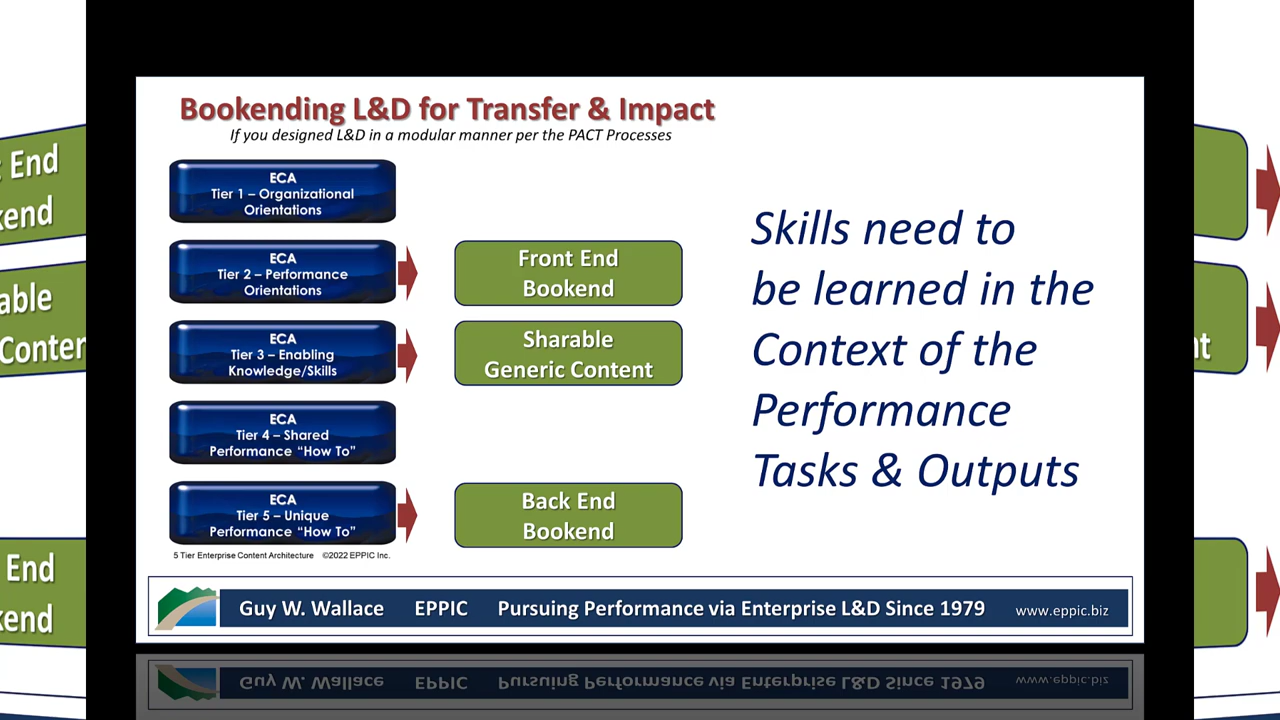 Bookending L&D for Transfer & Impact
If you designed L&D in a modular manner per the PACT Processes
ECA
Tier 1 – Organizational
Orientations
ECA
Tier 2 – Performance
Orientations
Front End
Bookend
ECA
Tier 3 – Enabling
Knowledge/Skills
Sharable
Generic Content
ECA
Tier 4 – Shared
Performance “How To”
ECA
Tier 5 – Unique
Performance “How To”
Back End
Bookend
5 Tier Enterprise Content Architecture ©2022 EPPIC Inc.
Skills need to
be learned in the
Context of the
Performance
Tasks & Outputs
Guy W. Wallace EPPIC Pursuing Performance via Enterprise L&D Since 1979 www.eppic.biz